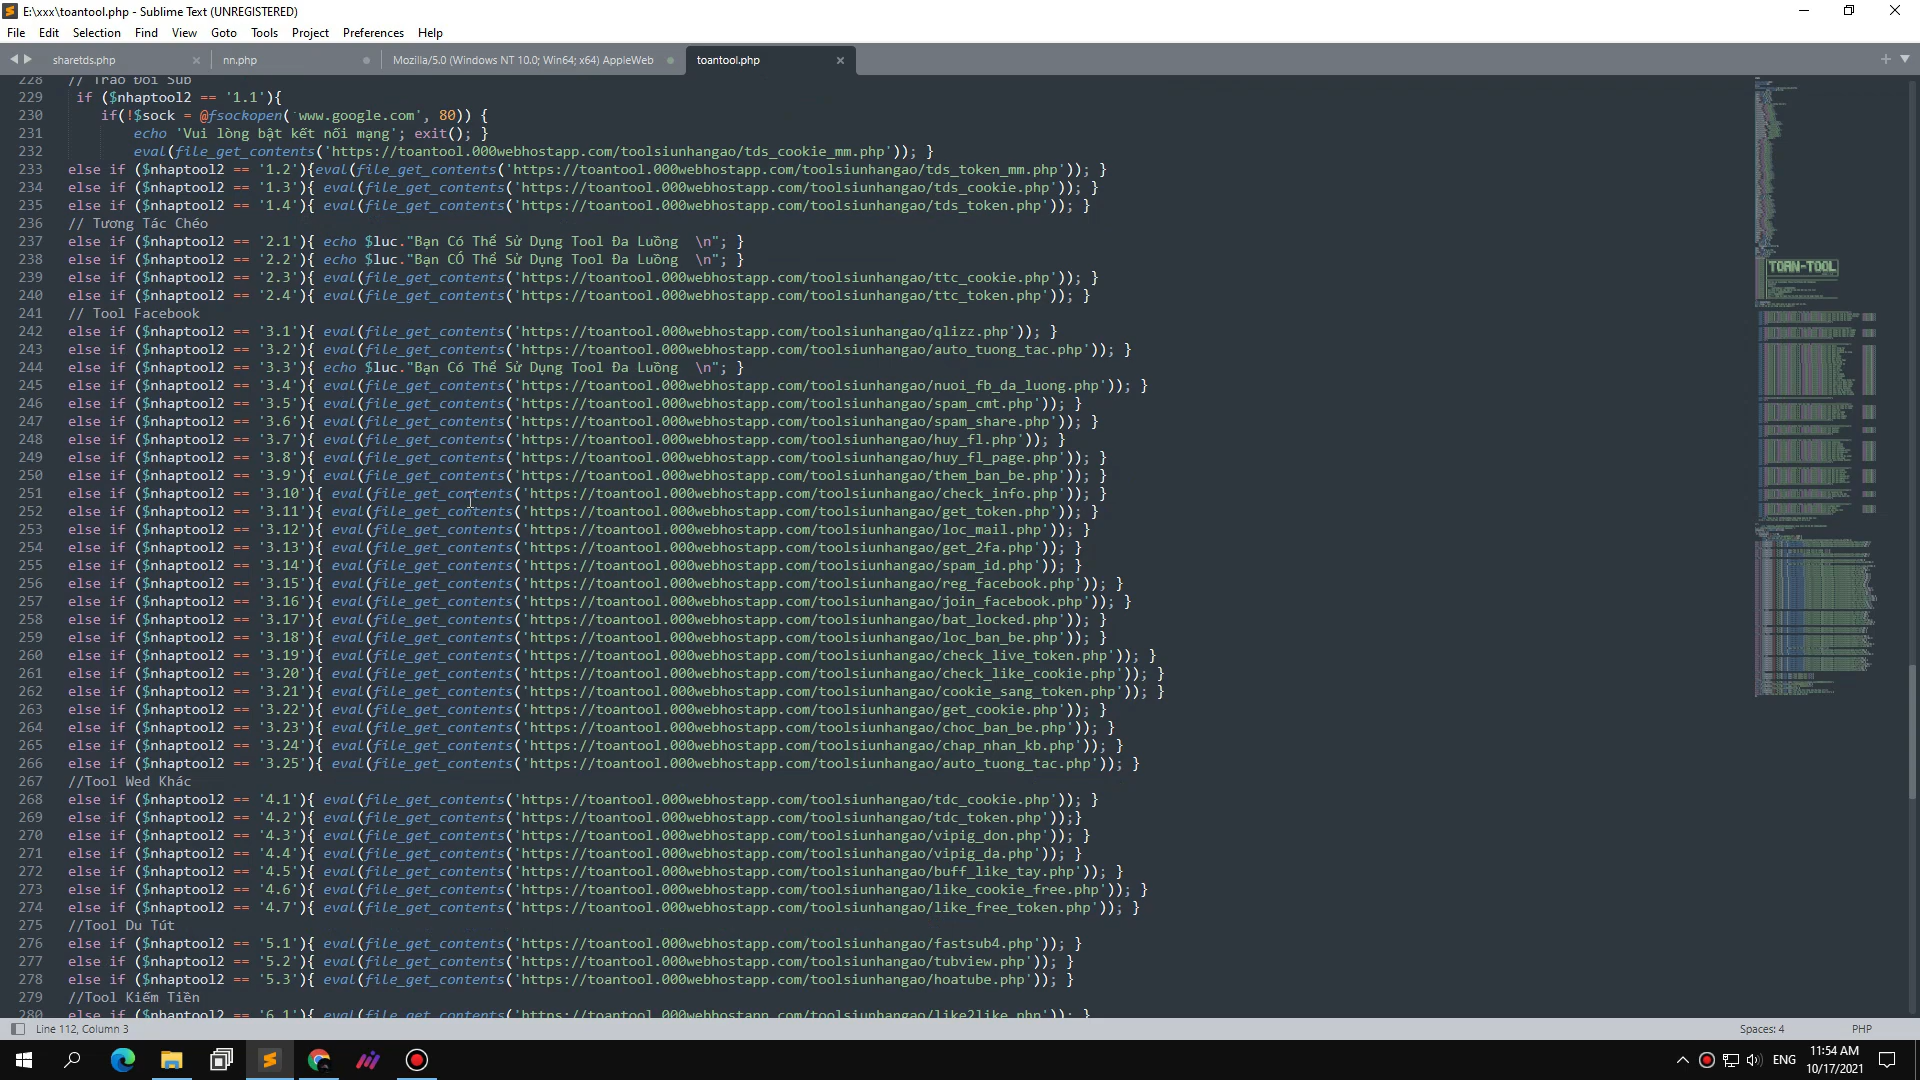 E:\xxx\toantool.php - Sublime Text (UNREGISTERED)
File Edit Selection Find View Goto Tools Project Preferences Help
sharetds.php nn.php Mozilla/5.0 (Windows NT 10.0; Win64; x64) AppleWeb toantool.php
228 // Trao Đổi Sub
229 if ($nhaptool2 == '1.1'){
230 if(!$sock = @fsockopen('www.google.com', 80)) {
231 echo 'Vui lòng bật kết nối mạng'; exit(); }
232 eval(file_get_contents('https://toantool.000webhostapp.com/toolsiunhangao/tds_cookie_mm.php')); }
233 else if ($nhaptool2 == '1.2'){eval(file_get_contents('https://toantool.000webhostapp.com/toolsiunhangao/tds_token_mm.php')); }
234 else if ($nhaptool2 == '1.3'){ eval(file_get_contents('https://toantool.000webhostapp.com/toolsiunhangao/tds_cookie.php')); }
235 else if ($nhaptool2 == '1.4'){ eval(file_get_contents('https://toantool.000webhostapp.com/toolsiunhangao/tds_token.php')); }
236 // Tương Tác Chéo
237 else if ($nhaptool2 == '2.1'){ echo $luc."Bạn Có Thể Sử Dụng Tool Đa Luồng  \n"; }
238 else if ($nhaptool2 == '2.2'){ echo $luc."Bạn CÓ Thể Sử Dụng Tool Đa Luồng  \n"; }
239 else if ($nhaptool2 == '2.3'){ eval(file_get_contents('https://toantool.000webhostapp.com/toolsiunhangao/ttc_cookie.php')); }
240 else if ($nhaptool2 == '2.4'){ eval(file_get_contents('https://toantool.000webhostapp.com/toolsiunhangao/ttc_token.php')); }
241 // Tool Facebook
242 else if ($nhaptool2 == '3.1'){ eval(file_get_contents('https://toantool.000webhostapp.com/toolsiunhangao/qlizz.php')); }
243 else if ($nhaptool2 == '3.2'){ eval(file_get_contents('https://toantool.000webhostapp.com/toolsiunhangao/auto_tuong_tac.php')); }
244 else if ($nhaptool2 == '3.3'){ echo $luc."Bạn Có Thể Sử Dụng Tool Đa Luồng  \n"; }
245 else if ($nhaptool2 == '3.4'){ eval(file_get_contents('https://toantool.000webhostapp.com/toolsiunhangao/nuoi_fb_da_luong.php')); }
246 else if ($nhaptool2 == '3.5'){ eval(file_get_contents('https://toantool.000webhostapp.com/toolsiunhangao/spam_cmt.php')); }
247 else if ($nhaptool2 == '3.6'){ eval(file_get_contents('https://toantool.000webhostapp.com/toolsiunhangao/spam_share.php')); }
248 else if ($nhaptool2 == '3.7'){ eval(file_get_contents('https://toantool.000webhostapp.com/toolsiunhangao/huy_fl.php')); }
249 else if ($nhaptool2 == '3.8'){ eval(file_get_contents('https://toantool.000webhostapp.com/toolsiunhangao/huy_fl_page.php')); }
250 else if ($nhaptool2 == '3.9'){ eval(file_get_contents('https://toantool.000webhostapp.com/toolsiunhangao/them_ban_be.php')); }
251 else if ($nhaptool2 == '3.10'){ eval(file_get_contents('https://toantool.000webhostapp.com/toolsiunhangao/check_info.php')); }
252 else if ($nhaptool2 == '3.11'){ eval(file_get_contents('https://toantool.000webhostapp.com/toolsiunhangao/get_token.php')); }
253 else if ($nhaptool2 == '3.12'){ eval(file_get_contents('https://toantool.000webhostapp.com/toolsiunhangao/loc_mail.php')); }
254 else if ($nhaptool2 == '3.13'){ eval(file_get_contents('https://toantool.000webhostapp.com/toolsiunhangao/get_2fa.php')); }
255 else if ($nhaptool2 == '3.14'){ eval(file_get_contents('https://toantool.000webhostapp.com/toolsiunhangao/spam_id.php')); }
256 else if ($nhaptool2 == '3.15'){ eval(file_get_contents('https://toantool.000webhostapp.com/toolsiunhangao/reg_facebook.php')); }
257 else if ($nhaptool2 == '3.16'){ eval(file_get_contents('https://toantool.000webhostapp.com/toolsiunhangao/join_facebook.php')); }
258 else if ($nhaptool2 == '3.17'){ eval(file_get_contents('https://toantool.000webhostapp.com/toolsiunhangao/bat_locked.php')); }
259 else if ($nhaptool2 == '3.18'){ eval(file_get_contents('https://toantool.000webhostapp.com/toolsiunhangao/loc_ban_be.php')); }
260 else if ($nhaptool2 == '3.19'){ eval(file_get_contents('https://toantool.000webhostapp.com/toolsiunhangao/check_live_token.php')); }
261 else if ($nhaptool2 == '3.20'){ eval(file_get_contents('https://toantool.000webhostapp.com/toolsiunhangao/check_like_cookie.php')); }
262 else if ($nhaptool2 == '3.21'){ eval(file_get_contents('https://toantool.000webhostapp.com/toolsiunhangao/cookie_sang_token.php')); }
263 else if ($nhaptool2 == '3.22'){ eval(file_get_contents('https://toantool.000webhostapp.com/toolsiunhangao/get_cookie.php')); }
264 else if ($nhaptool2 == '3.23'){ eval(file_get_contents('https://toantool.000webhostapp.com/toolsiunhangao/choc_ban_be.php')); }
265 else if ($nhaptool2 == '3.24'){ eval(file_get_contents('https://toantool.000webhostapp.com/toolsiunhangao/chap_nhan_kb.php')); }
266 else if ($nhaptool2 == '3.25'){ eval(file_get_contents('https://toantool.000webhostapp.com/toolsiunhangao/auto_tuong_tac.php')); }
267 //Tool Wed Khác
268 else if ($nhaptool2 == '4.1'){ eval(file_get_contents('https://toantool.000webhostapp.com/toolsiunhangao/tdc_cookie.php')); }
269 else if ($nhaptool2 == '4.2'){ eval(file_get_contents('https://toantool.000webhostapp.com/toolsiunhangao/tdc_token.php'));}
270 else if ($nhaptool2 == '4.3'){ eval(file_get_contents('https://toantool.000webhostapp.com/toolsiunhangao/vipig_don.php')); }
271 else if ($nhaptool2 == '4.4'){ eval(file_get_contents('https://toantool.000webhostapp.com/toolsiunhangao/vipig_da.php')); }
272 else if ($nhaptool2 == '4.5'){ eval(file_get_contents('https://toantool.000webhostapp.com/toolsiunhangao/buff_like_tay.php')); }
273 else if ($nhaptool2 == '4.6'){ eval(file_get_contents('https://toantool.000webhostapp.com/toolsiunhangao/like_cookie_free.php')); }
274 else if ($nhaptool2 == '4.7'){ eval(file_get_contents('https://toantool.000webhostapp.com/toolsiunhangao/like_free_token.php')); }
275 //Tool Du Tút
276 else if ($nhaptool2 == '5.1'){ eval(file_get_contents('https://toantool.000webhostapp.com/toolsiunhangao/fastsub4.php')); }
277 else if ($nhaptool2 == '5.2'){ eval(file_get_contents('https://toantool.000webhostapp.com/toolsiunhangao/tubview.php')); }
278 else if ($nhaptool2 == '5.3'){ eval(file_get_contents('https://toantool.000webhostapp.com/toolsiunhangao/hoatube.php')); }
279 //Tool Kiếm Tiền
280 else if ($nhaptool2 == '6.1'){ eval(file_get_contents('https://toantool.000webhostapp.com/toolsiunhangao/like2like.php')); }
TOAN-TOOL
Line 112, Column 3 Spaces: 4 PHP
ENG 11:54 AM
10/17/2021